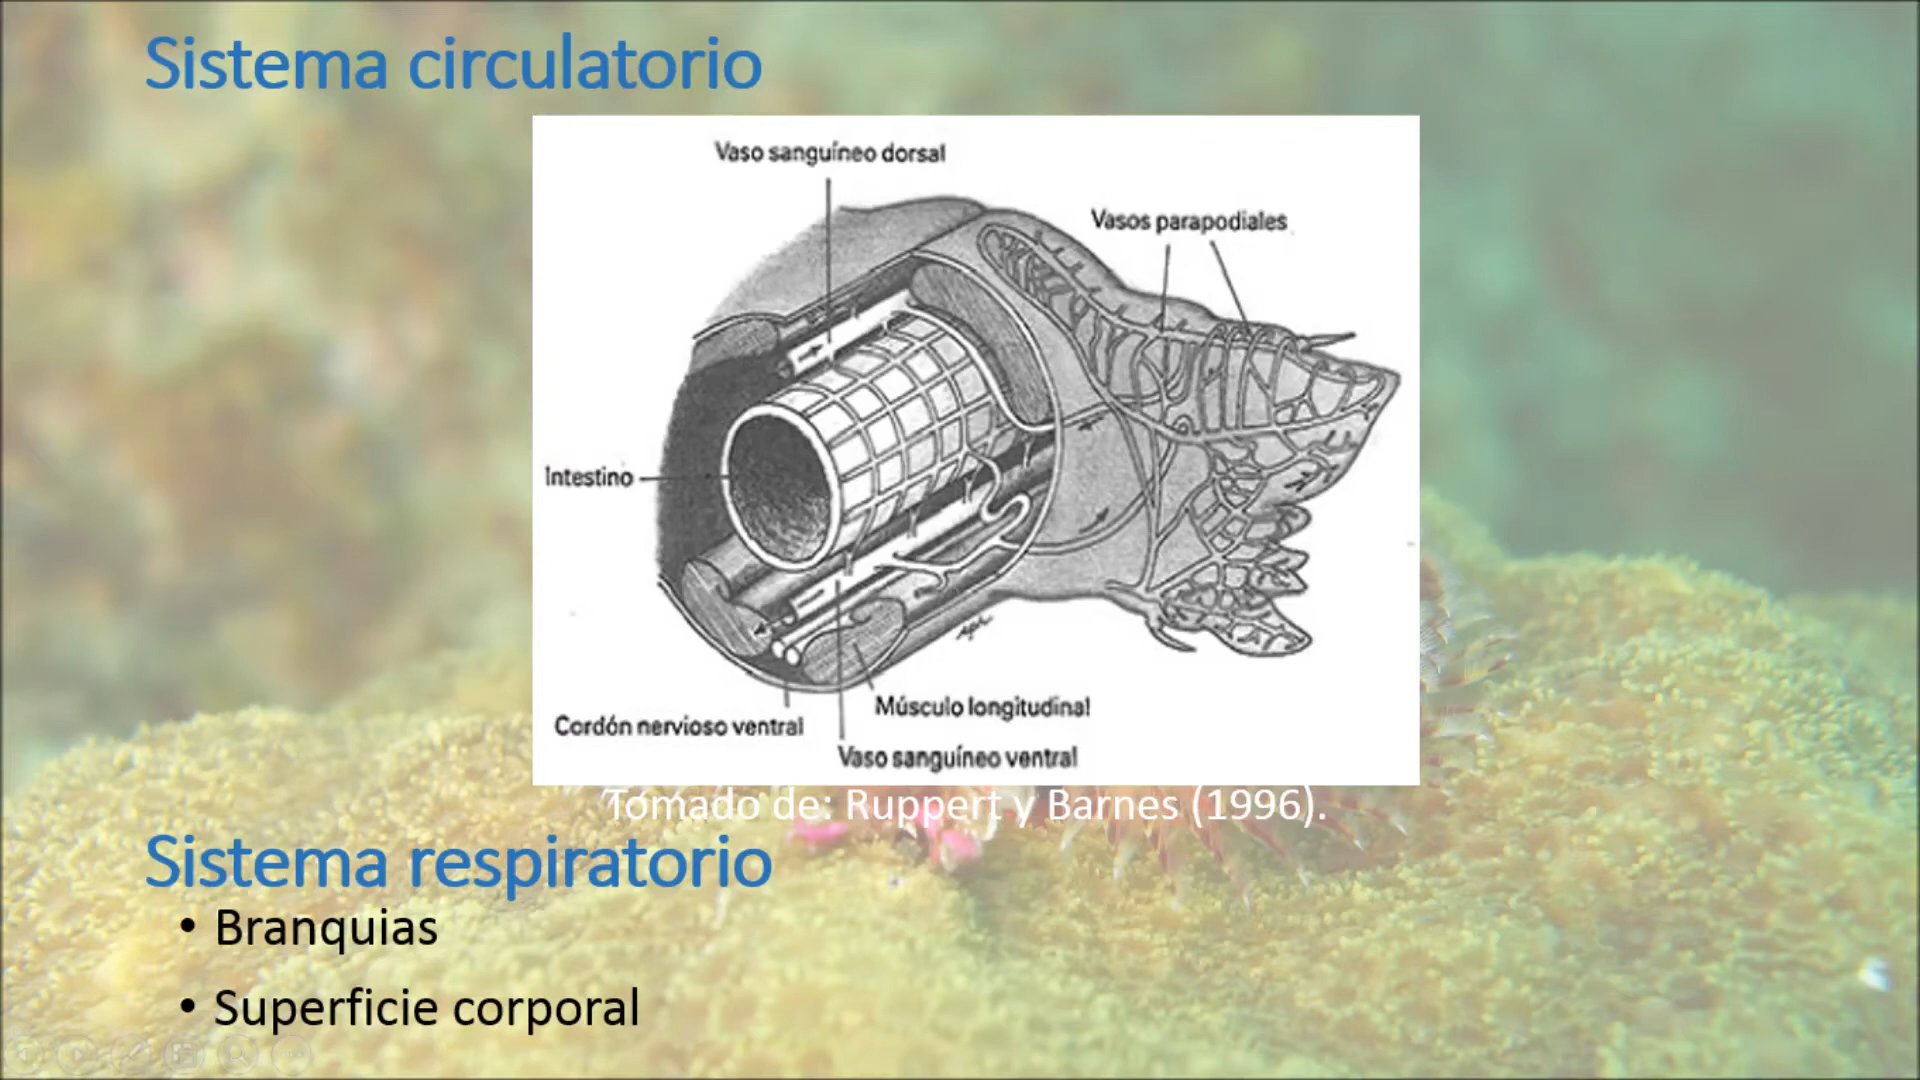 Sistema circulatorio
Vaso sanguíneo dorsal
Vasos parapodiales
Intestino
Músculo longitudinal
Cordón nervioso ventral
Vaso sanguíneo ventral
Tomado de: Ruppert y Barnes (1996).
Sistema respiratorio
• Branquias
• Superficie corporal